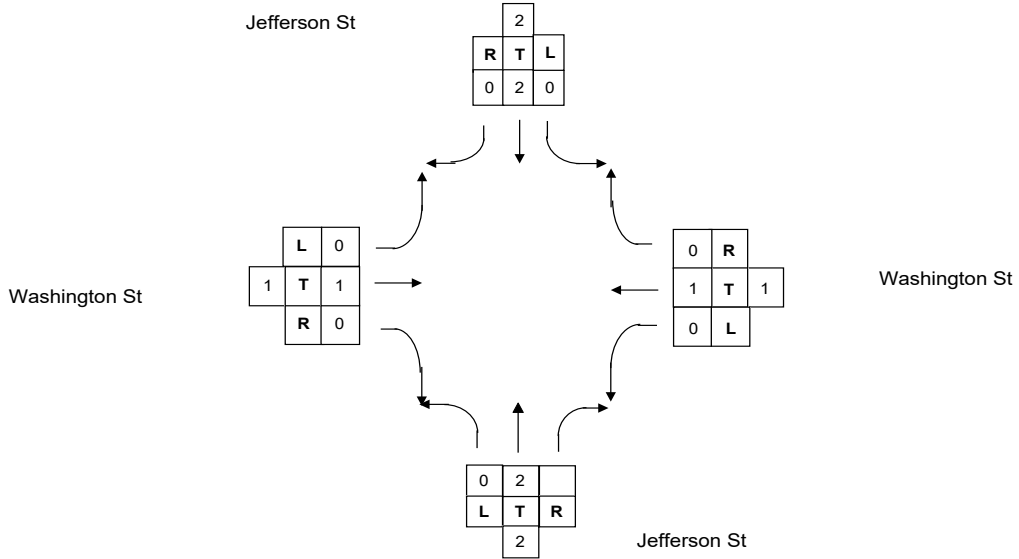 Jefferson St
2
R T L
0 2 0
L 0
1 T 1
R 0
Washington St
0 R
1 T 1
0 L
Washington St
0 2
L T R
2
Jefferson St